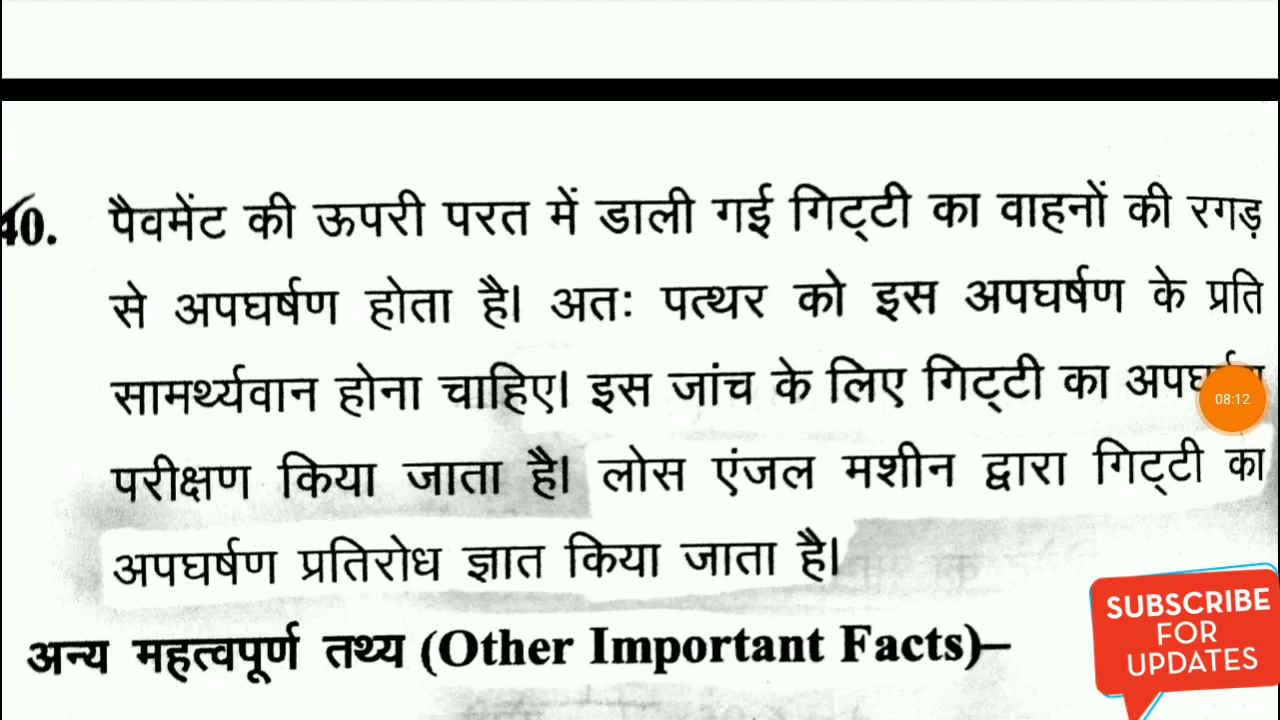 40. पैवमेंट की ऊपरी परत में डाली गई गिट्टी का वाहनों की रगड़
से अपघर्षण होता है। अतः पत्थर को इस अपघर्षण के प्रति
सामर्थ्यवान होना चाहिए। इस जांच के लिए गिट्टी का
08:12
परीक्षण किया जाता है। लोस एंजल मशीन द्वारा गिट्टी का
अपघर्षण प्रतिरोध ज्ञात किया जाता है।
SUBSCRIBE
FOR
UPDATES
अन्य महत्वपूर्ण तथ्य (Other Important Facts)–